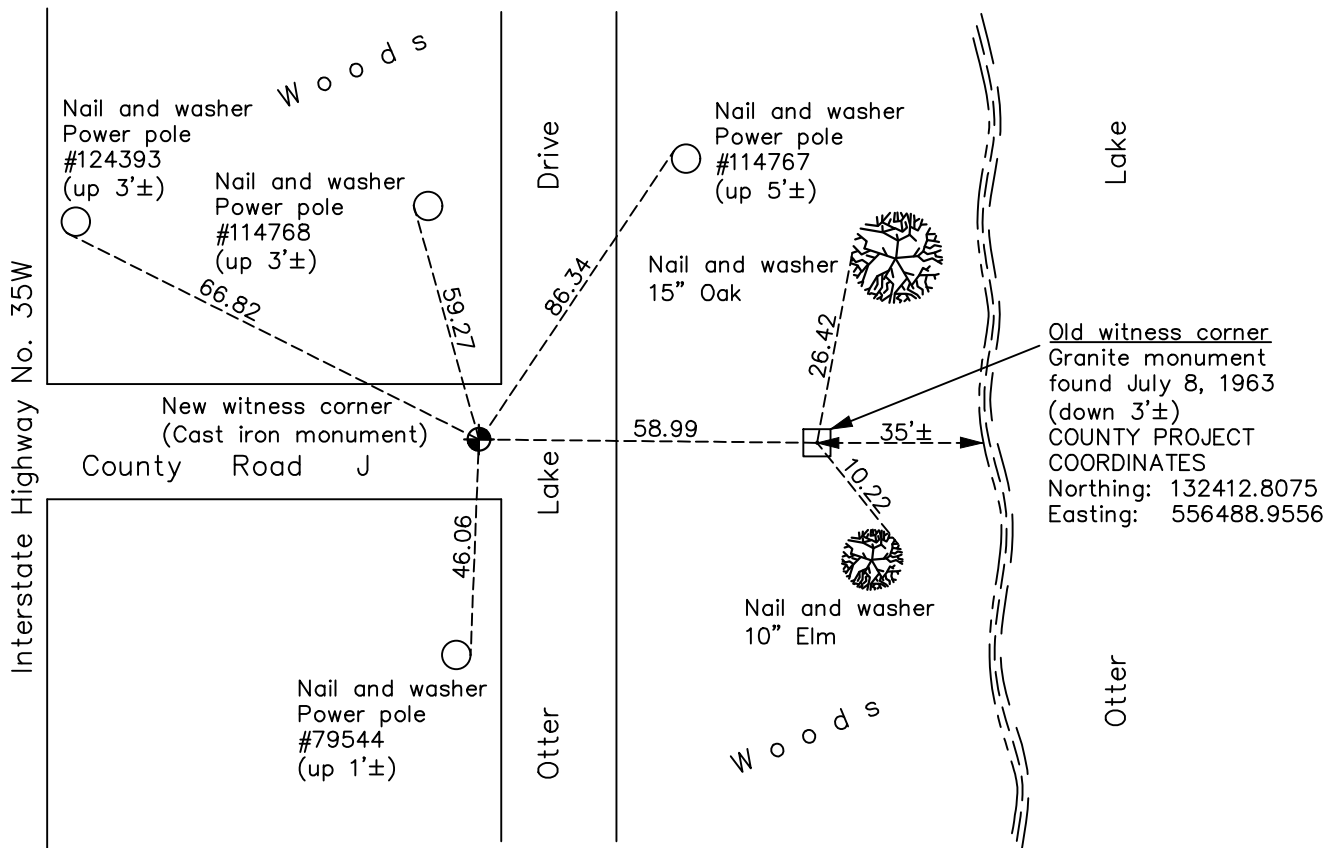 Woods
Nail and washer
Power pole
#124393
(up 3'±)
Nail and washer
Power pole
#114768
(up 3'±)
Drive
Nail and washer
Power pole
#114767
(up 5'±)
Lake
Nail and washer
15" Oak
66.82
59.27
86.34
26.42
Interstate Highway No. 35W
Old witness corner
Granite monument
found July 8, 1963
(down 3'±)
COUNTY PROJECT
COORDINATES
Northing: 132412.8075
Easting: 556488.9556
New witness corner
(Cast iron monument)
58.99
35'±
County Road J
Lake
10.22
46.06
Nail and washer
10" Elm
Nail and washer
Power pole
#79544
(up 1'±)
Otter
Woods
Otter